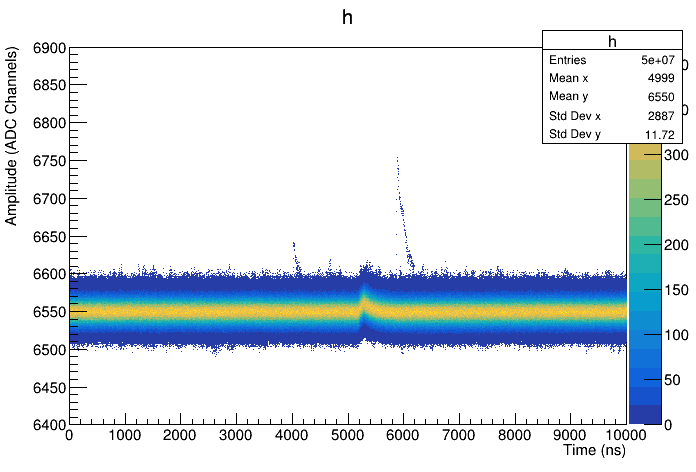 h
Amplitude (ADC Channels)
6900
6850
6800
6750
6700
6650
6600
6550
6500
6450
6400
0 1000 2000 3000 4000 5000 6000 7000 8000 9000 10000
Time (ns)
h
Entries 5e+07
Mean x 4999
Mean y 6550
Std Dev x 2887
Std Dev y 11.72
300
250
200
150
100
50
0